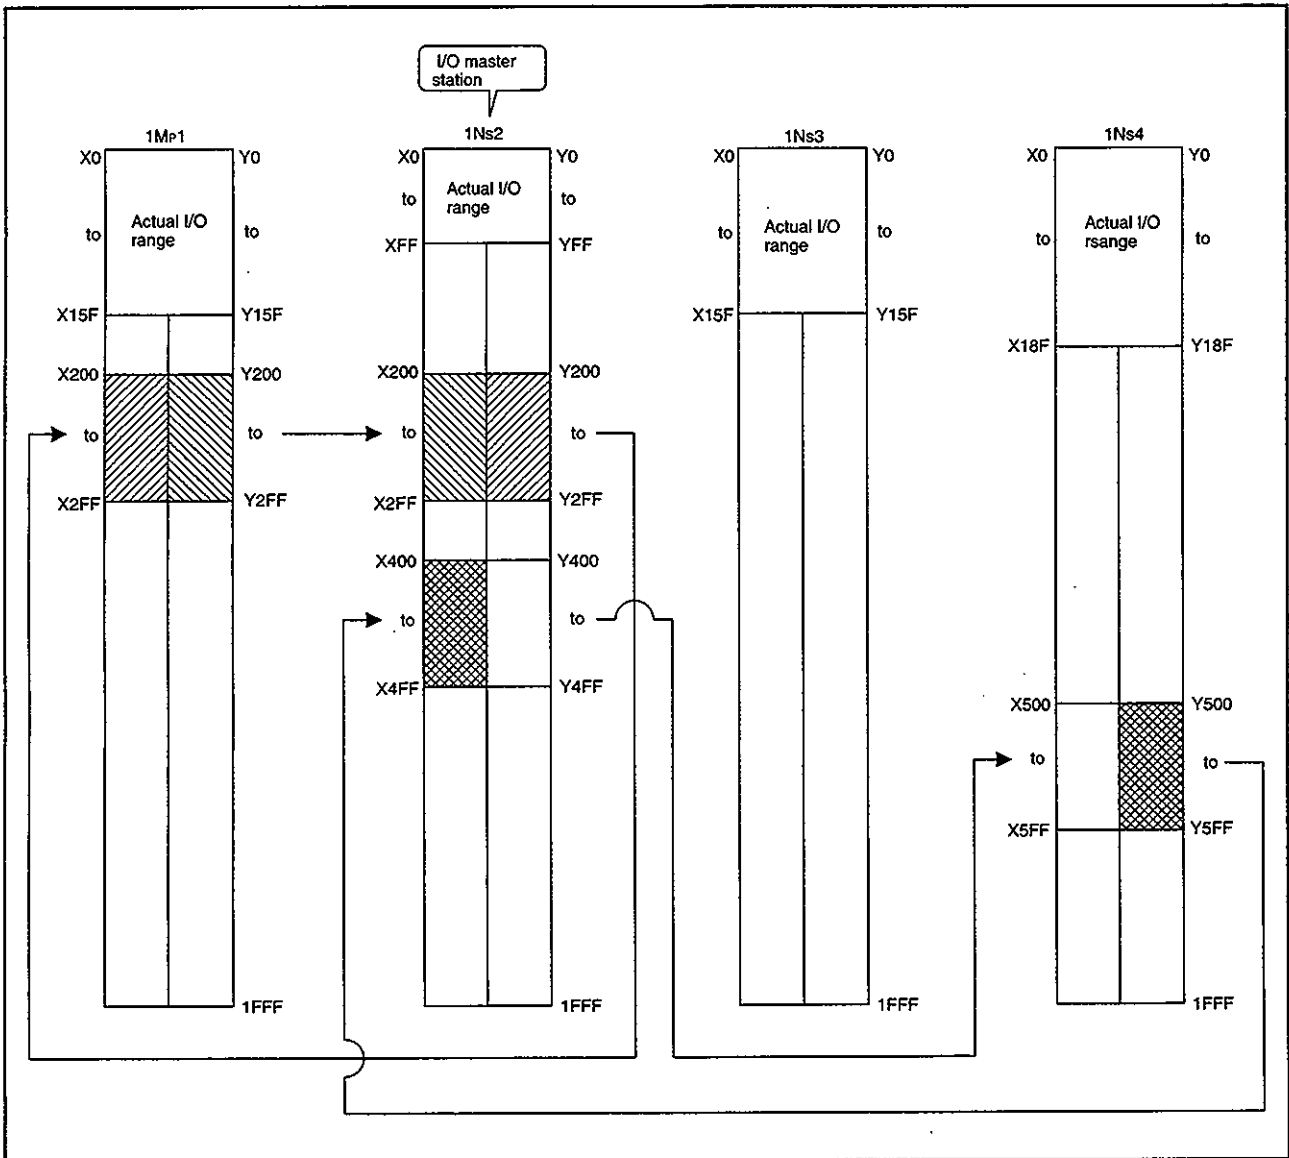 I/O master
station
1MP1
X0
Y0
to
Actual I/O
range
to
X15F
Y15F
X200
Y200
to
to
X2FF
Y2FF
1FFF
1NS2
X0
Y0
to
Actual I/O
range
to
XFF
YFF
X200
Y200
to
to
X2FF
Y2FF
X400
Y400
to
to
X4FF
Y4FF
1FFF
1NS3
X0
Y0
to
Actual I/O
range
to
X15F
Y15F
1FFF
1NS4
X0
Y0
to
Actual I/O
rsange
to
X18F
Y18F
X500
Y500
to
to
X5FF
Y5FF
1FFF